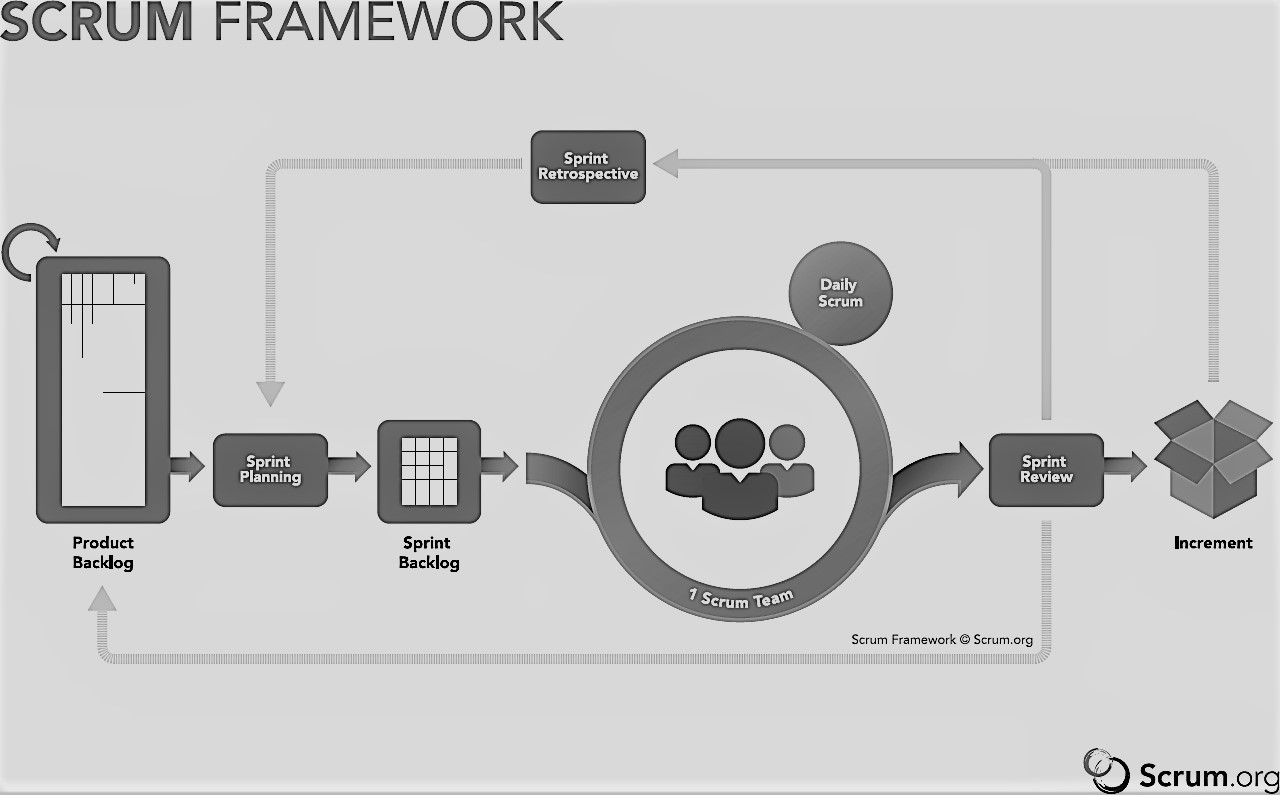 SCRUM FRAMEWORK
Sprint
Retrospective
Daily
Scrum
Sprint
Planning
Sprint
Review
Product
Backlog
Sprint
Backlog
Increment
1 Scrum Team
Scrum Framework © Scrum.org
Scrum.org